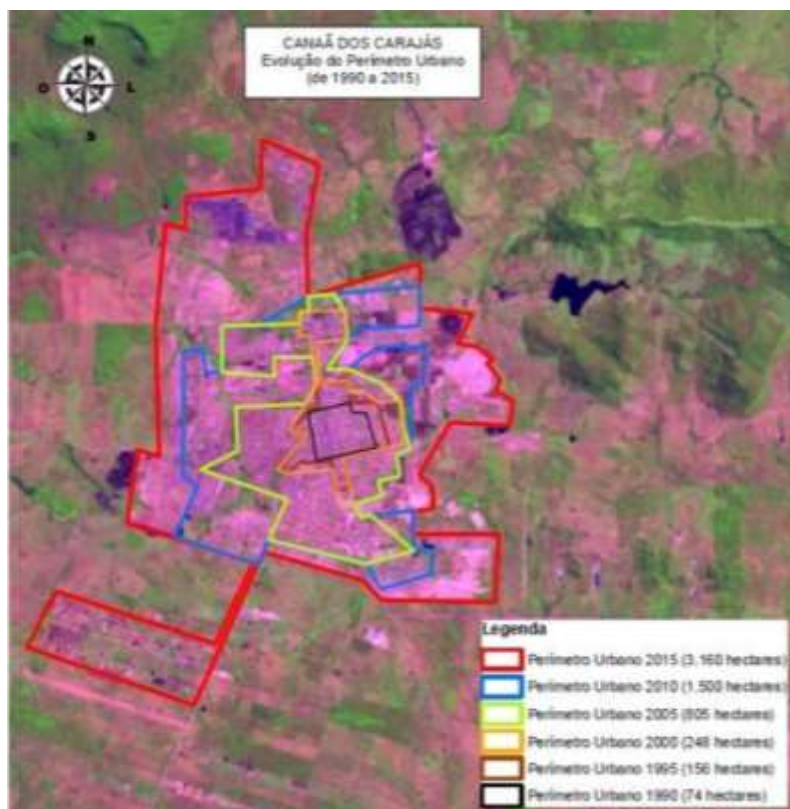 CANAÃ DOS CARAJÁS
Evolução do Perímetro Urbano
(de 1990 a 2015)
N
O
L
S
Legenda
Perímetro Urbano 2015 (3.160 hectares)
Perímetro Urbano 2010 (1.500 hectares)
Perímetro Urbano 2005 (805 hectares)
Perímetro Urbano 2000 (248 hectares)
Perímetro Urbano 1995 (156 hectares)
Perímetro Urbano 1990 (74 hectares)